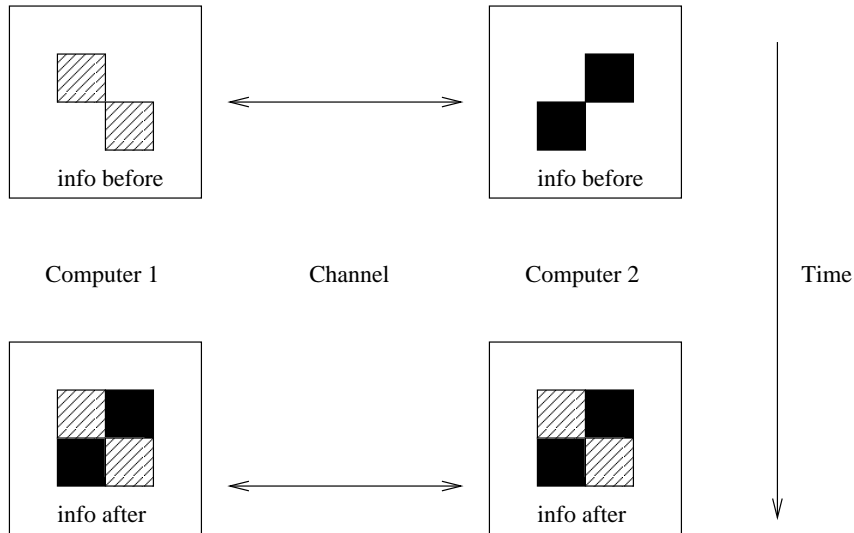 info before
info before
Computer 1
Channel
Computer 2
Time
info after
info after